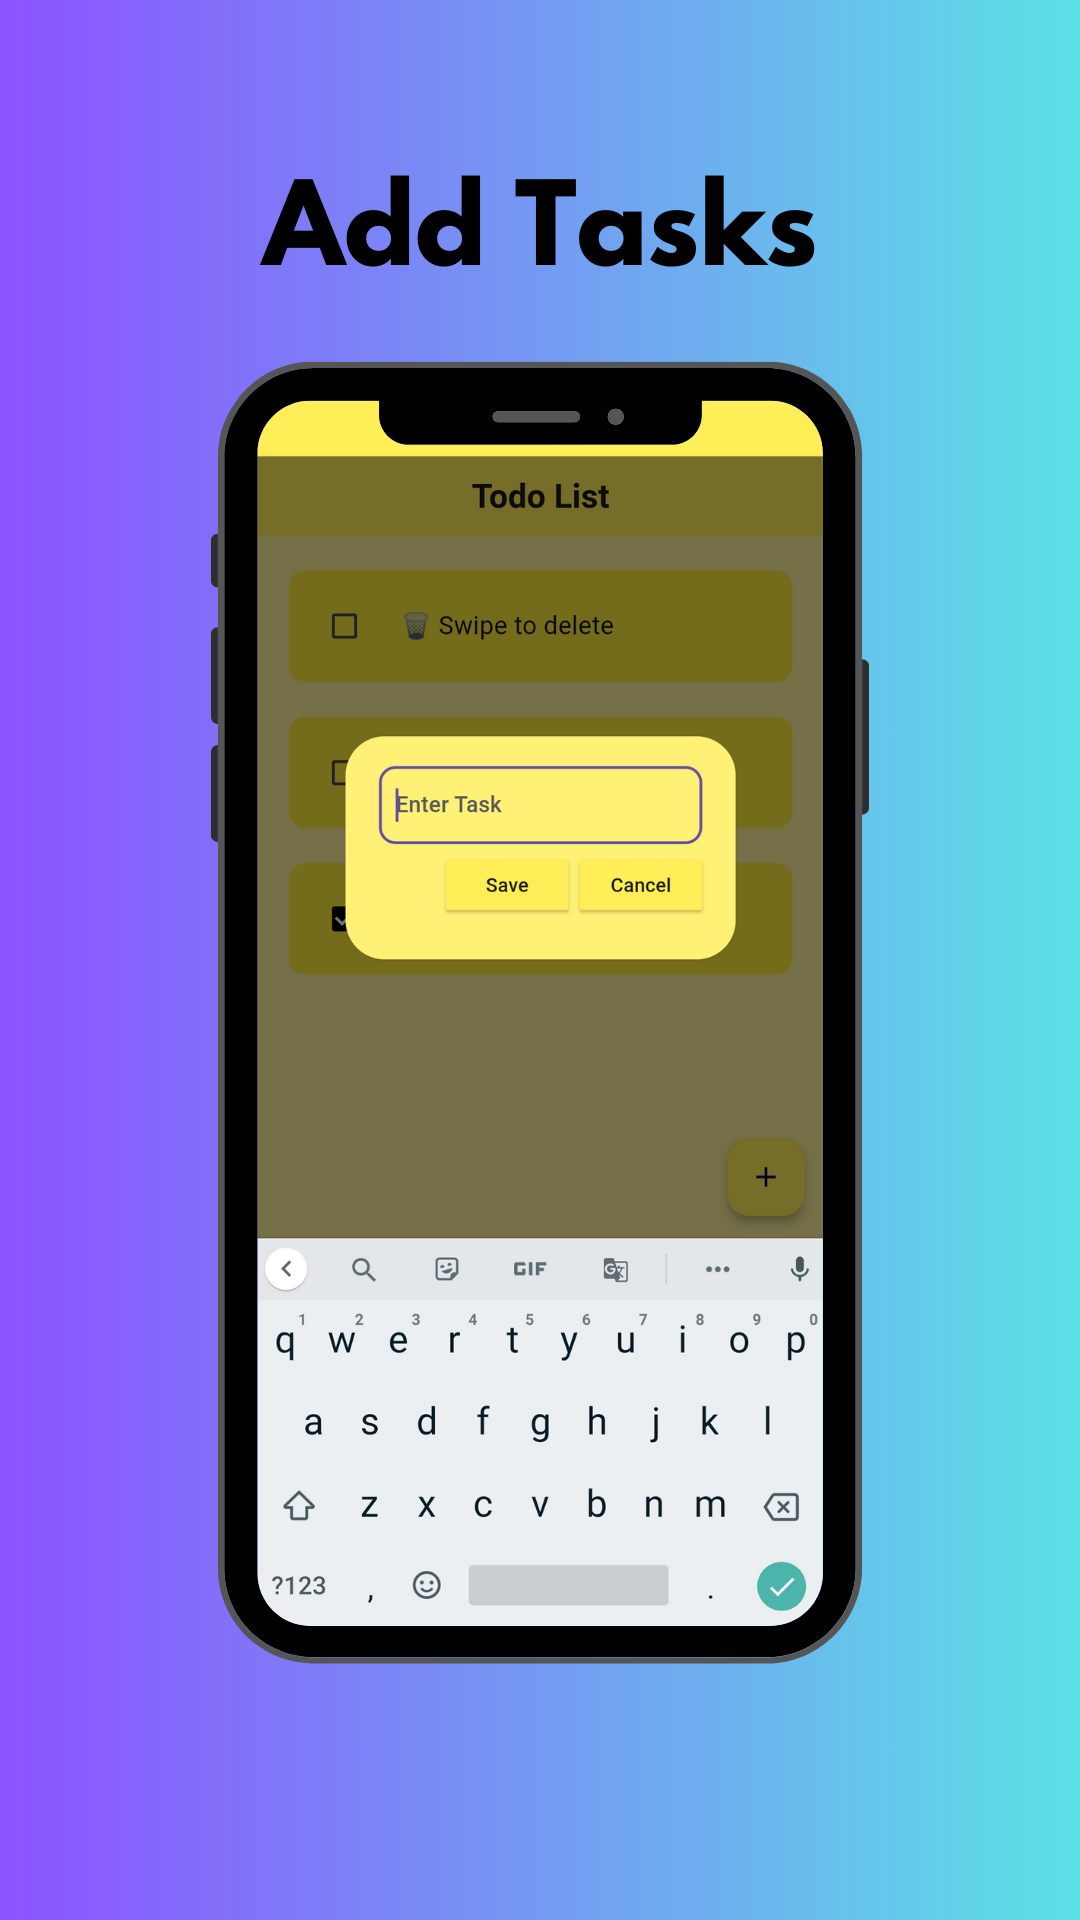 Add Tasks
Todo List
🗑️ Swipe to delete
Enter Task
Save Cancel
GIF
1 2 3 4 5 6 7 8 9 0
q w e r t y u i o p
a s d f g h j k l
z x c v b n m
?123 , .